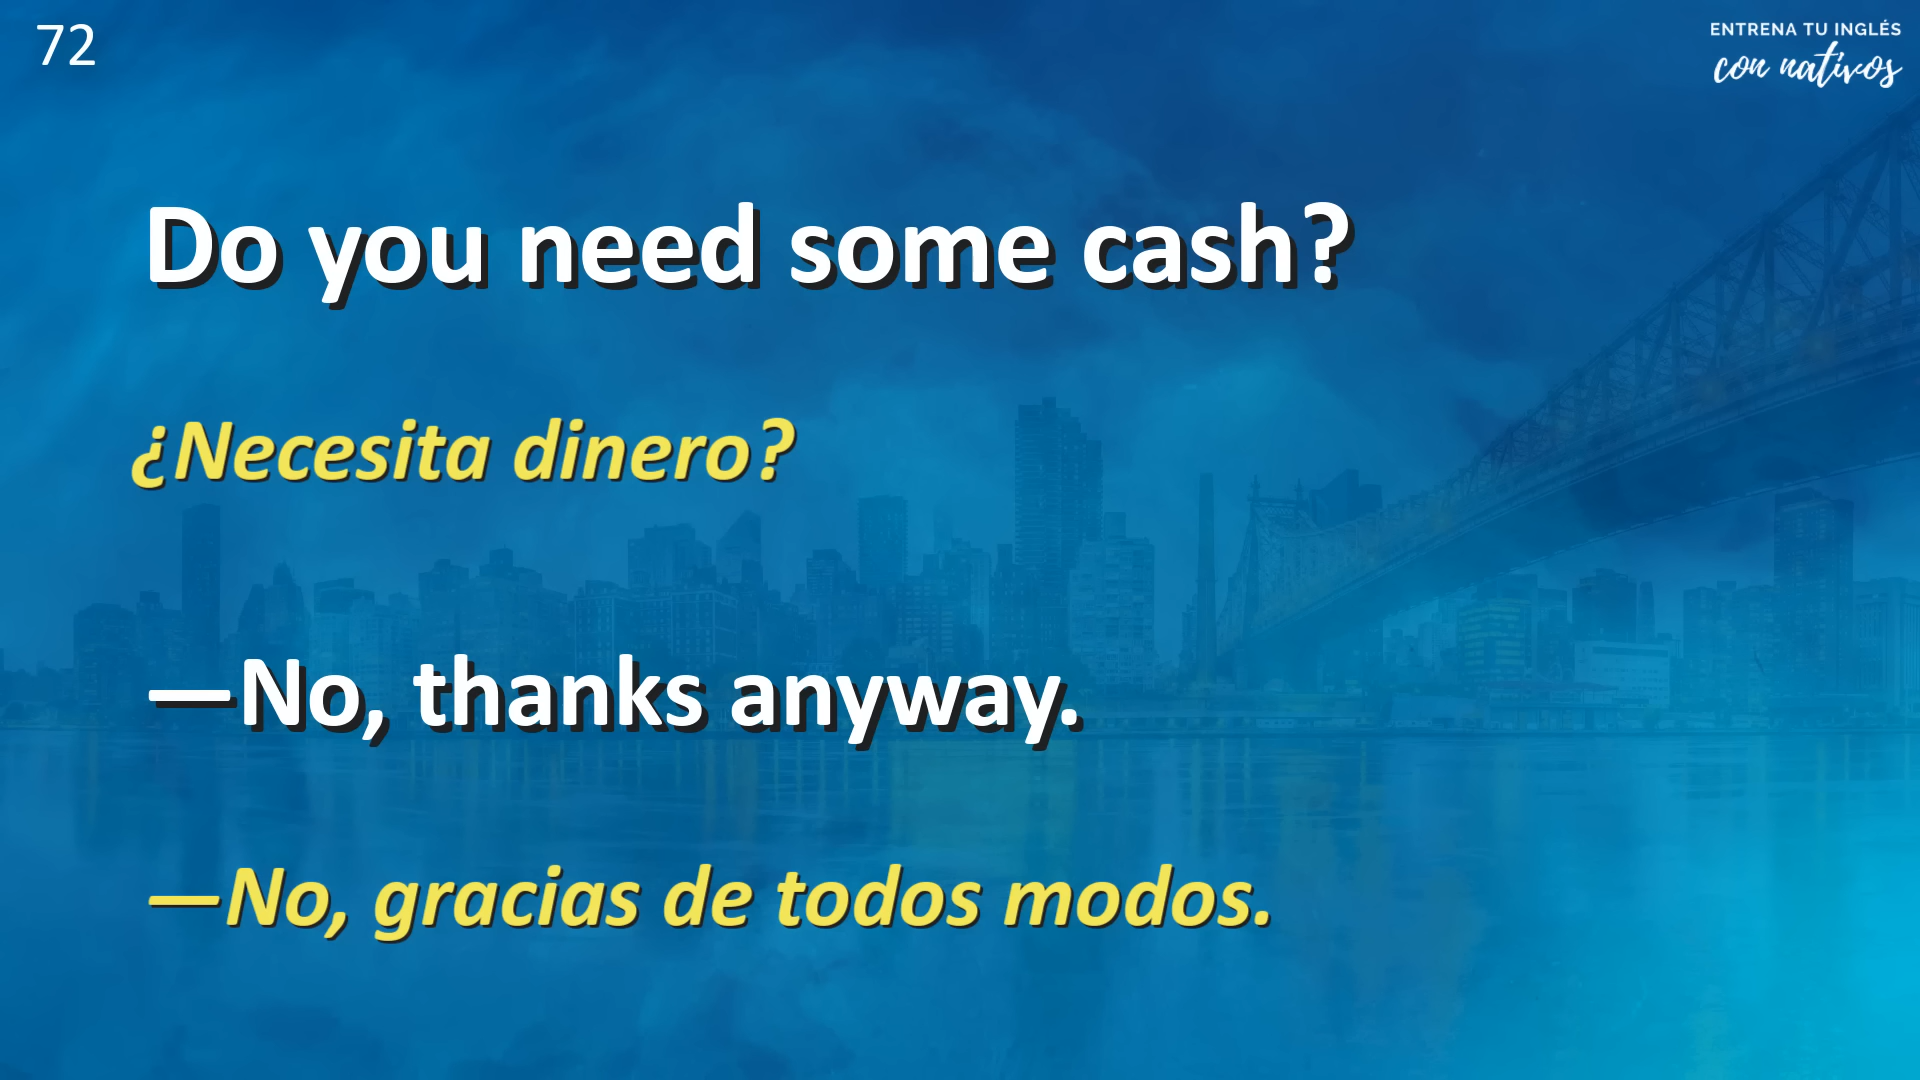 72
ENTRENA TU INGLÉS
con nativos
Do you need some cash?
¿Necesita dinero?
—No, thanks anyway.
—No, gracias de todos modos.